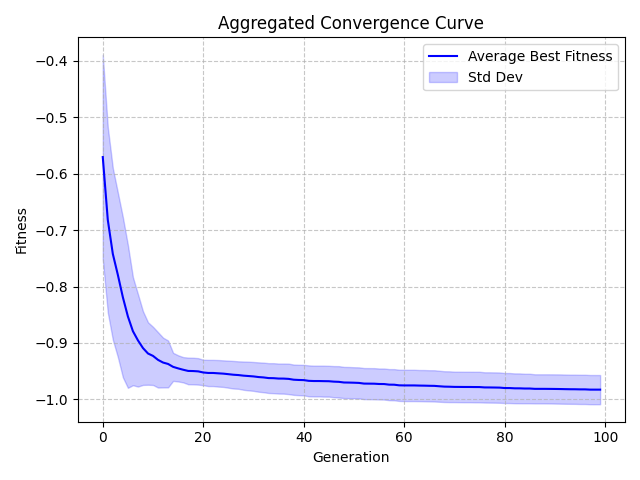 Aggregated Convergence Curve
Average Best Fitness
Std Dev
Fitness
−0.4
−0.5
−0.6
−0.7
−0.8
−0.9
−1.0
0 20 40 60 80 100
Generation